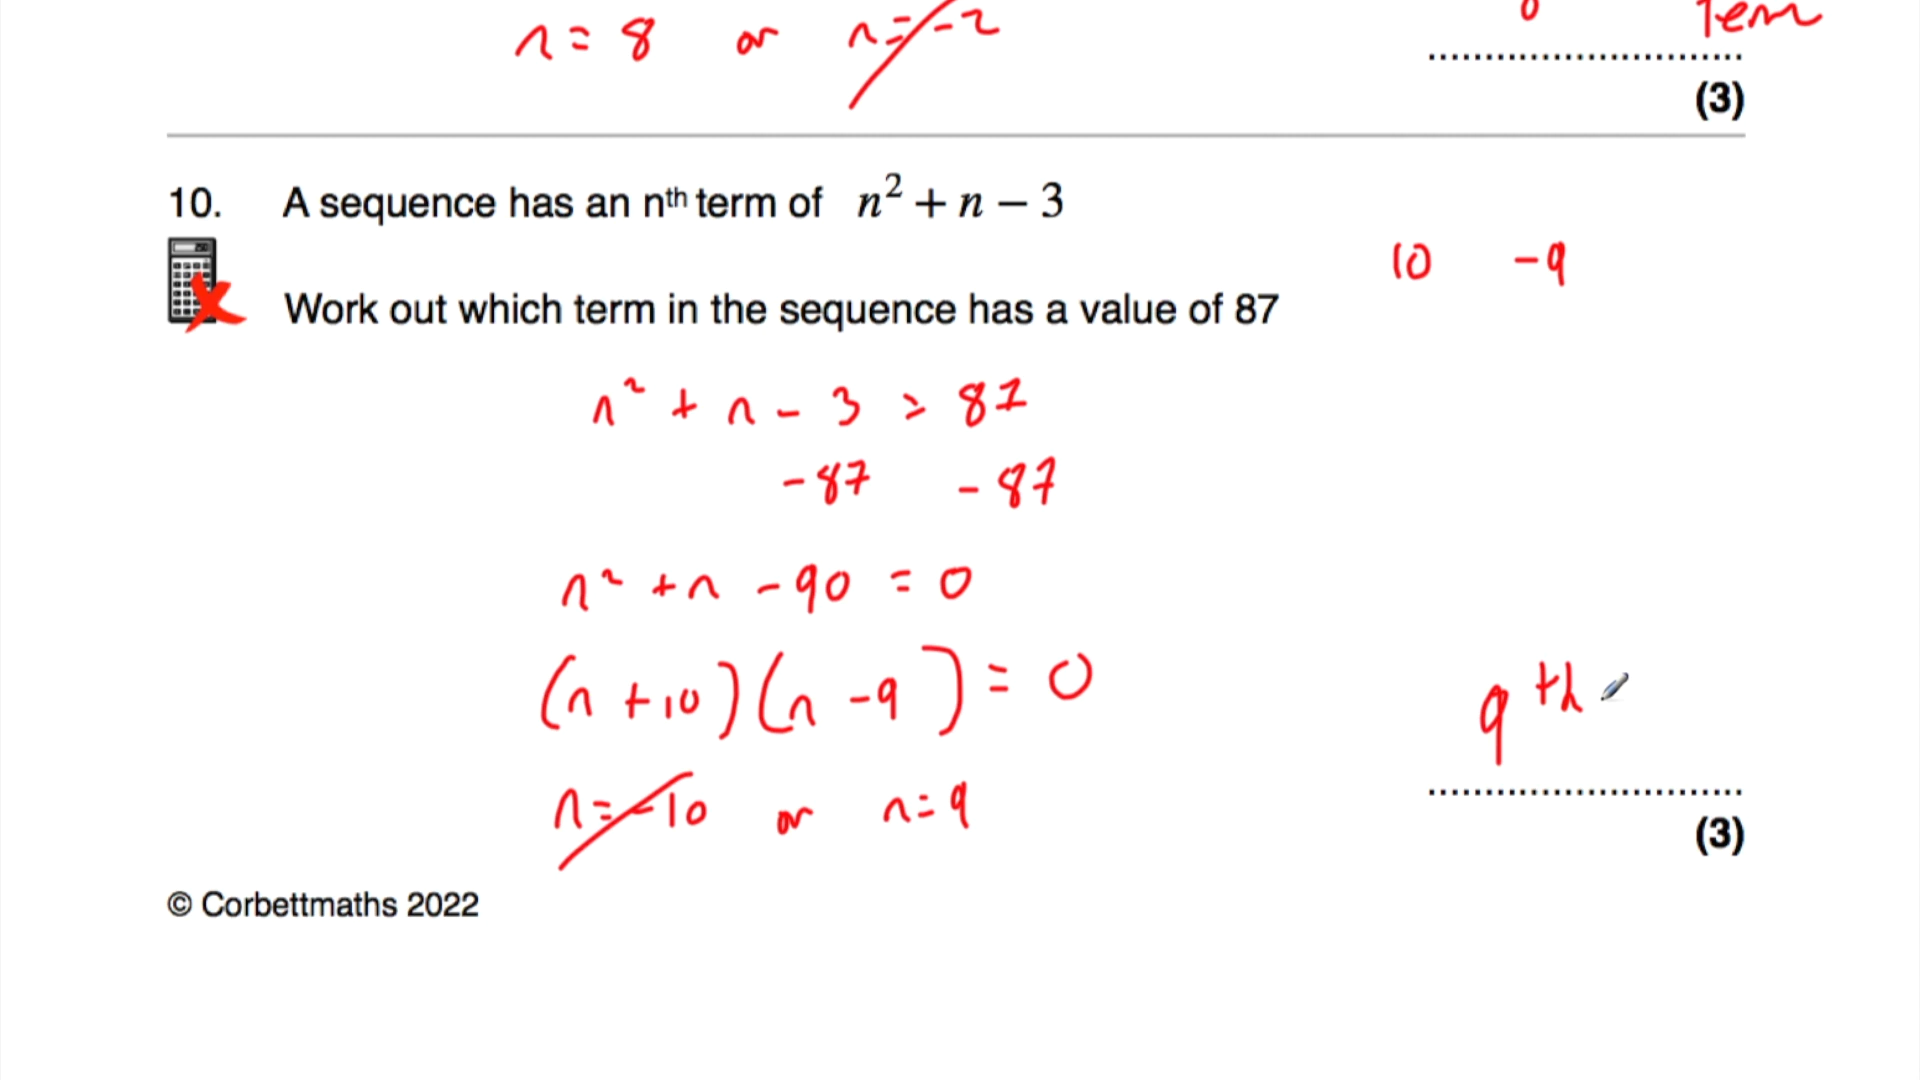 n = 8 or n = -2
Term
(3)
10. A sequence has an nth term of n² + n − 3
10 -9
Work out which term in the sequence has a value of 87
n² + n - 3 = 87
-87 -87
n² + n - 90 = 0
(n + 10)(n - 9) = 0
9th
n = -10 or n = 9
(3)
© Corbettmaths 2022